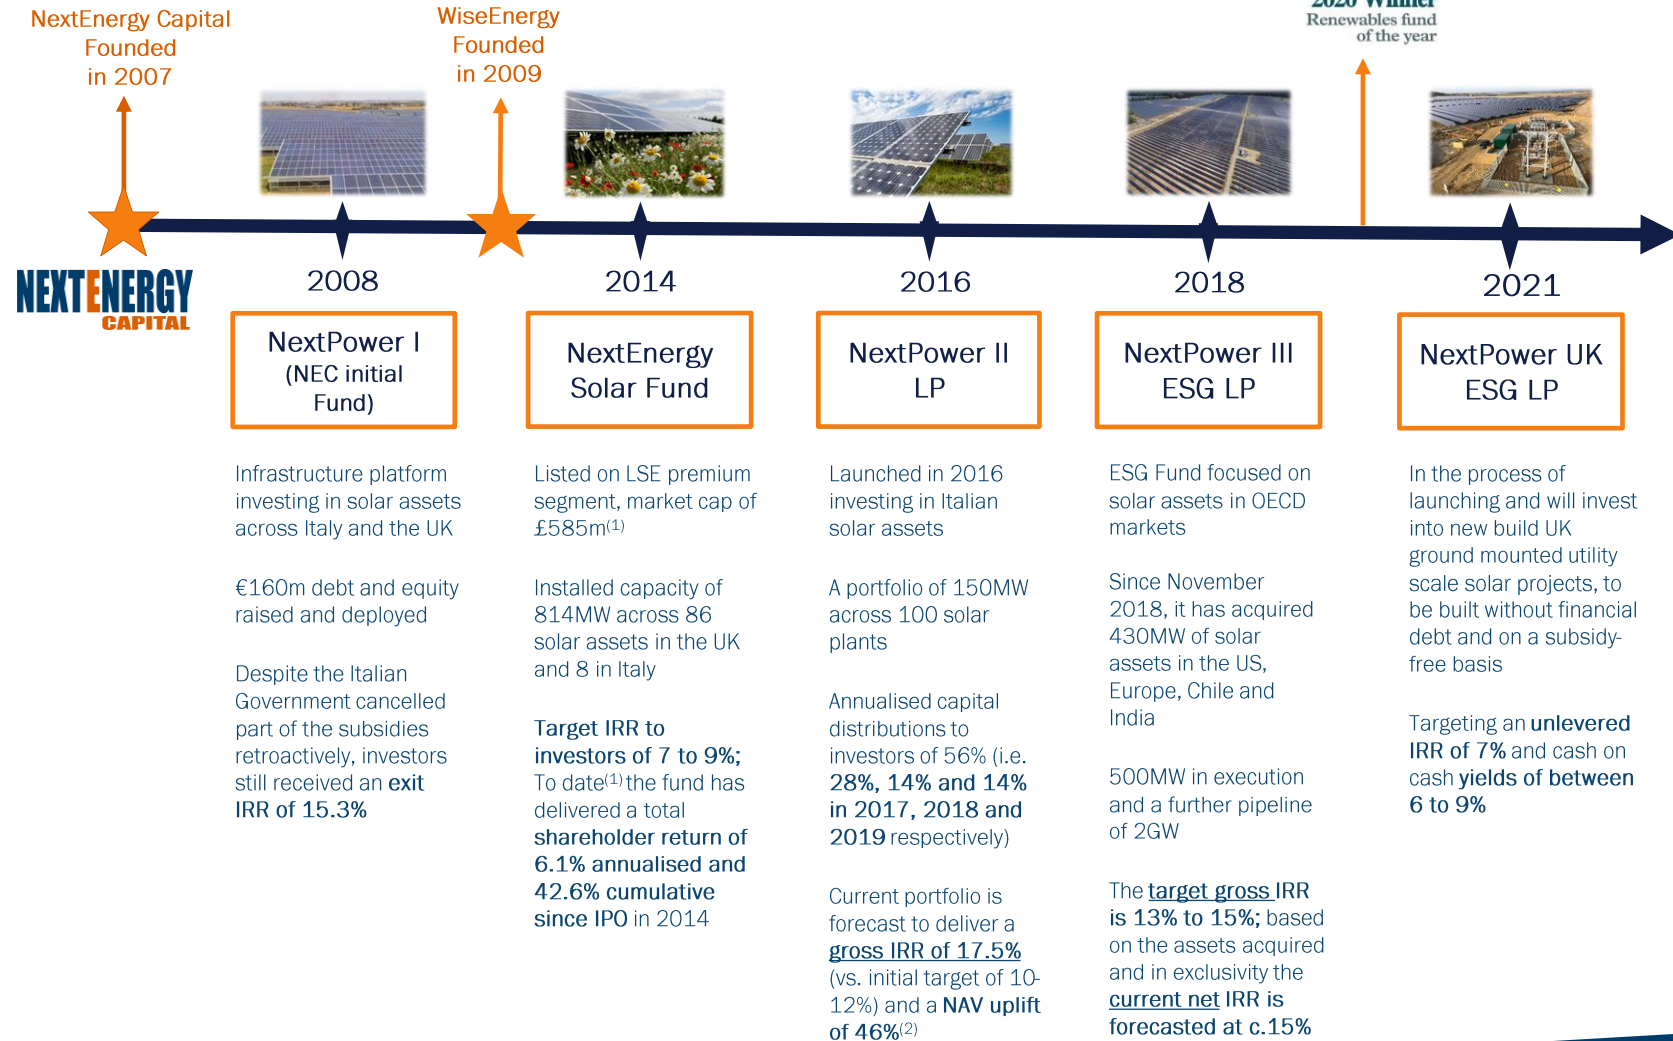 NextEnergy Capital
Founded
in 2007
WiseEnergy
Founded
in 2009
2020 Winner
Renewables fund
of the year
NEXTENERGY
CAPITAL
2008
2014
2016
2018
2021
NextPower I
(NEC initial
Fund)
NextEnergy
Solar Fund
NextPower II
LP
NextPower III
ESG LP
NextPower UK
ESG LP
Infrastructure platform
investing in solar assets
across Italy and the UK
€160m debt and equity
raised and deployed
Despite the Italian
Government cancelled
part of the subsidies
retroactively, investors
still received an exit
IRR of 15.3%
Listed on LSE premium
segment, market cap of
£585m(1)
Installed capacity of
814MW across 86
solar assets in the UK
and 8 in Italy
Target IRR to
investors of 7 to 9%;
To date(1) the fund has
delivered a total
shareholder return of
6.1% annualised and
42.6% cumulative
since IPO in 2014
Launched in 2016
investing in Italian
solar assets
A portfolio of 150MW
across 100 solar
plants
Annualised capital
distributions to
investors of 56% (i.e.
28%, 14% and 14%
in 2017, 2018 and
2019 respectively)
Current portfolio is
forecast to deliver a
gross IRR of 17.5%
(vs. initial target of 10-
12%) and a NAV uplift
of 46%(2)
ESG Fund focused on
solar assets in OECD
markets
Since November
2018, it has acquired
430MW of solar
assets in the US,
Europe, Chile and
India
500MW in execution
and a further pipeline
of 2GW
The target gross IRR
is 13% to 15%; based
on the assets acquired
and in exclusivity the
current net IRR is
forecasted at c.15%
In the process of
launching and will invest
into new build UK
ground mounted utility
scale solar projects, to
be built without financial
debt and on a subsidy-
free basis
Targeting an unlevered
IRR of 7% and cash on
cash yields of between
6 to 9%